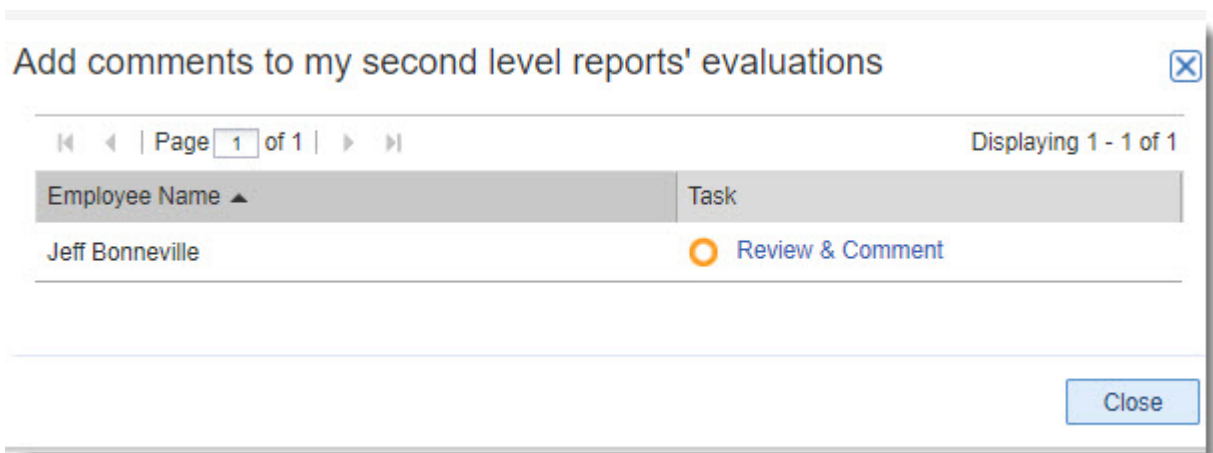 Add comments to my second level reports' evaluations
Page 1 of 1 Displaying 1 - 1 of 1
Employee Name Task
Jeff Bonneville Review & Comment
Close